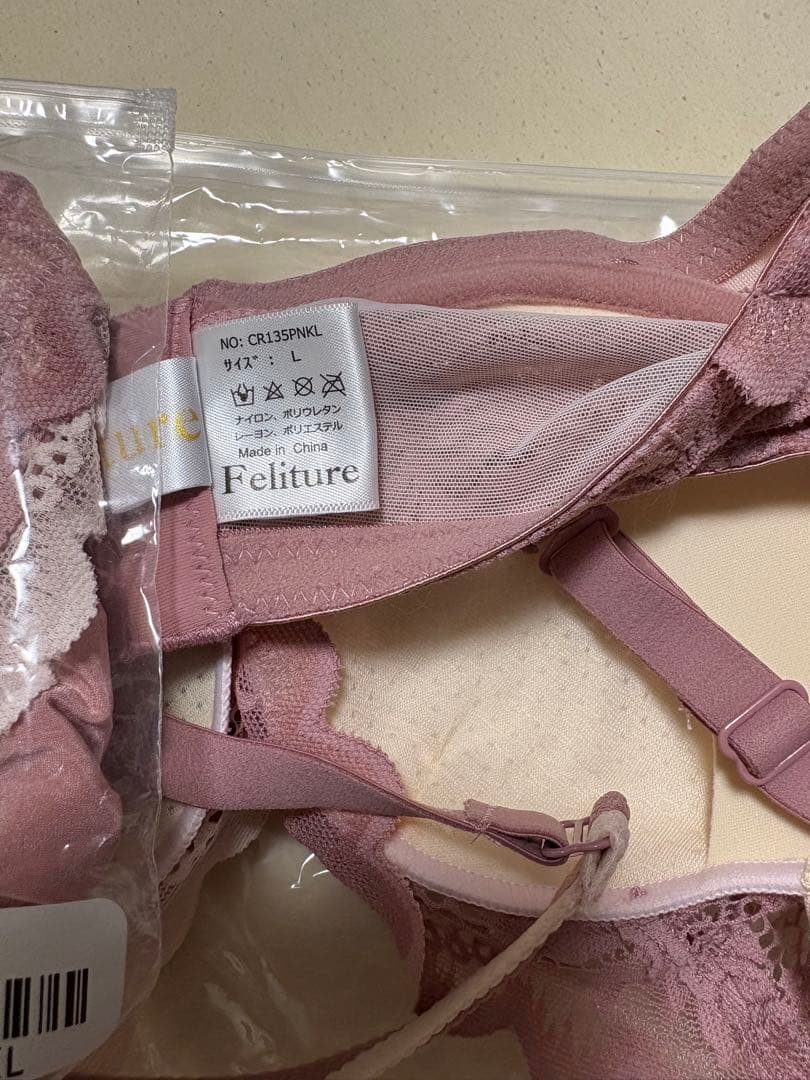 NO: CR135PNKL
サイズ: L
ナイロン、ポリウレタン
レーヨン、ポリエステル
Made in China
Feliture
ture
L